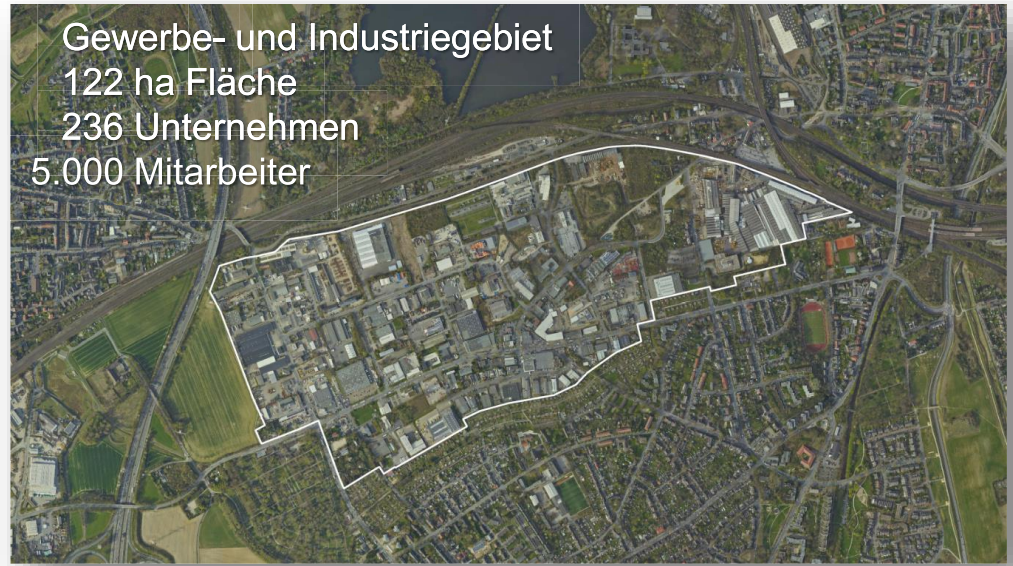 Gewerbe- und Industriegebiet
122 ha Fläche
236 Unternehmen
5.000 Mitarbeiter